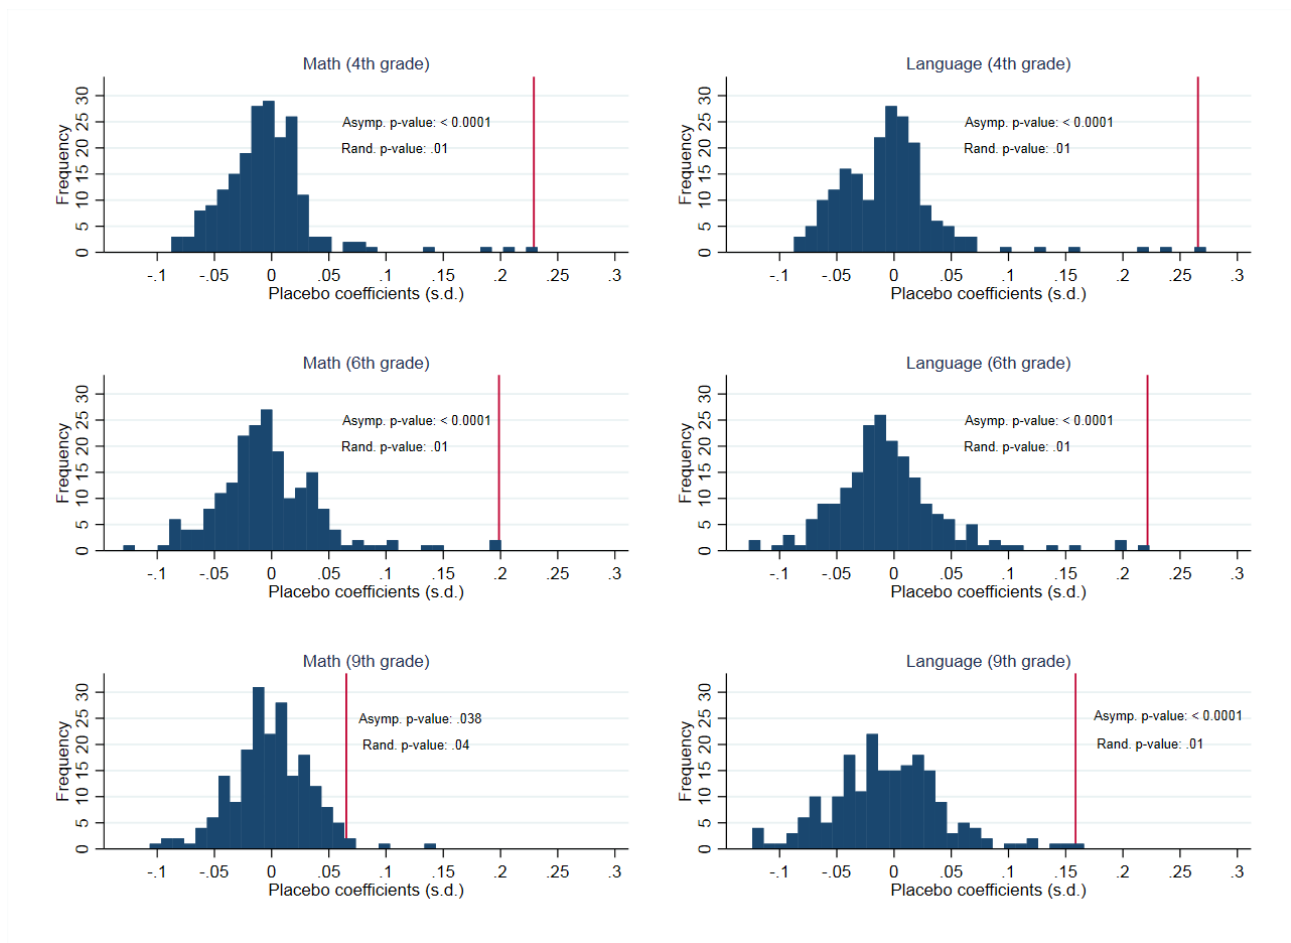 Math (4th grade)
Frequency
0 5 10 15 20 25 30
Asymp. p-value: < 0.0001
Rand. p-value: .01
-.1 -.05 0 .05 .1 .15 .2 .25 .3
Placebo coefficients (s.d.)
Language (4th grade)
Frequency
0 5 10 15 20 25 30
Asymp. p-value: < 0.0001
Rand. p-value: .01
-.1 -.05 0 .05 .1 .15 .2 .25 .3
Placebo coefficients (s.d.)
Math (6th grade)
Frequency
0 5 10 15 20 25 30
Asymp. p-value: < 0.0001
Rand. p-value: .01
-.1 -.05 0 .05 .1 .15 .2 .25 .3
Placebo coefficients (s.d.)
Language (6th grade)
Frequency
0 5 10 15 20 25 30
Asymp. p-value: < 0.0001
Rand. p-value: .01
-.1 -.05 0 .05 .1 .15 .2 .25 .3
Placebo coefficients (s.d.)
Math (9th grade)
Frequency
0 5 10 15 20 25 30
Asymp. p-value: .038
Rand. p-value: .04
-.1 -.05 0 .05 .1 .15 .2 .25 .3
Placebo coefficients (s.d.)
Language (9th grade)
Frequency
0 5 10 15 20 25 30
Asymp. p-value: < 0.0001
Rand. p-value: .01
-.1 -.05 0 .05 .1 .15 .2 .25 .3
Placebo coefficients (s.d.)